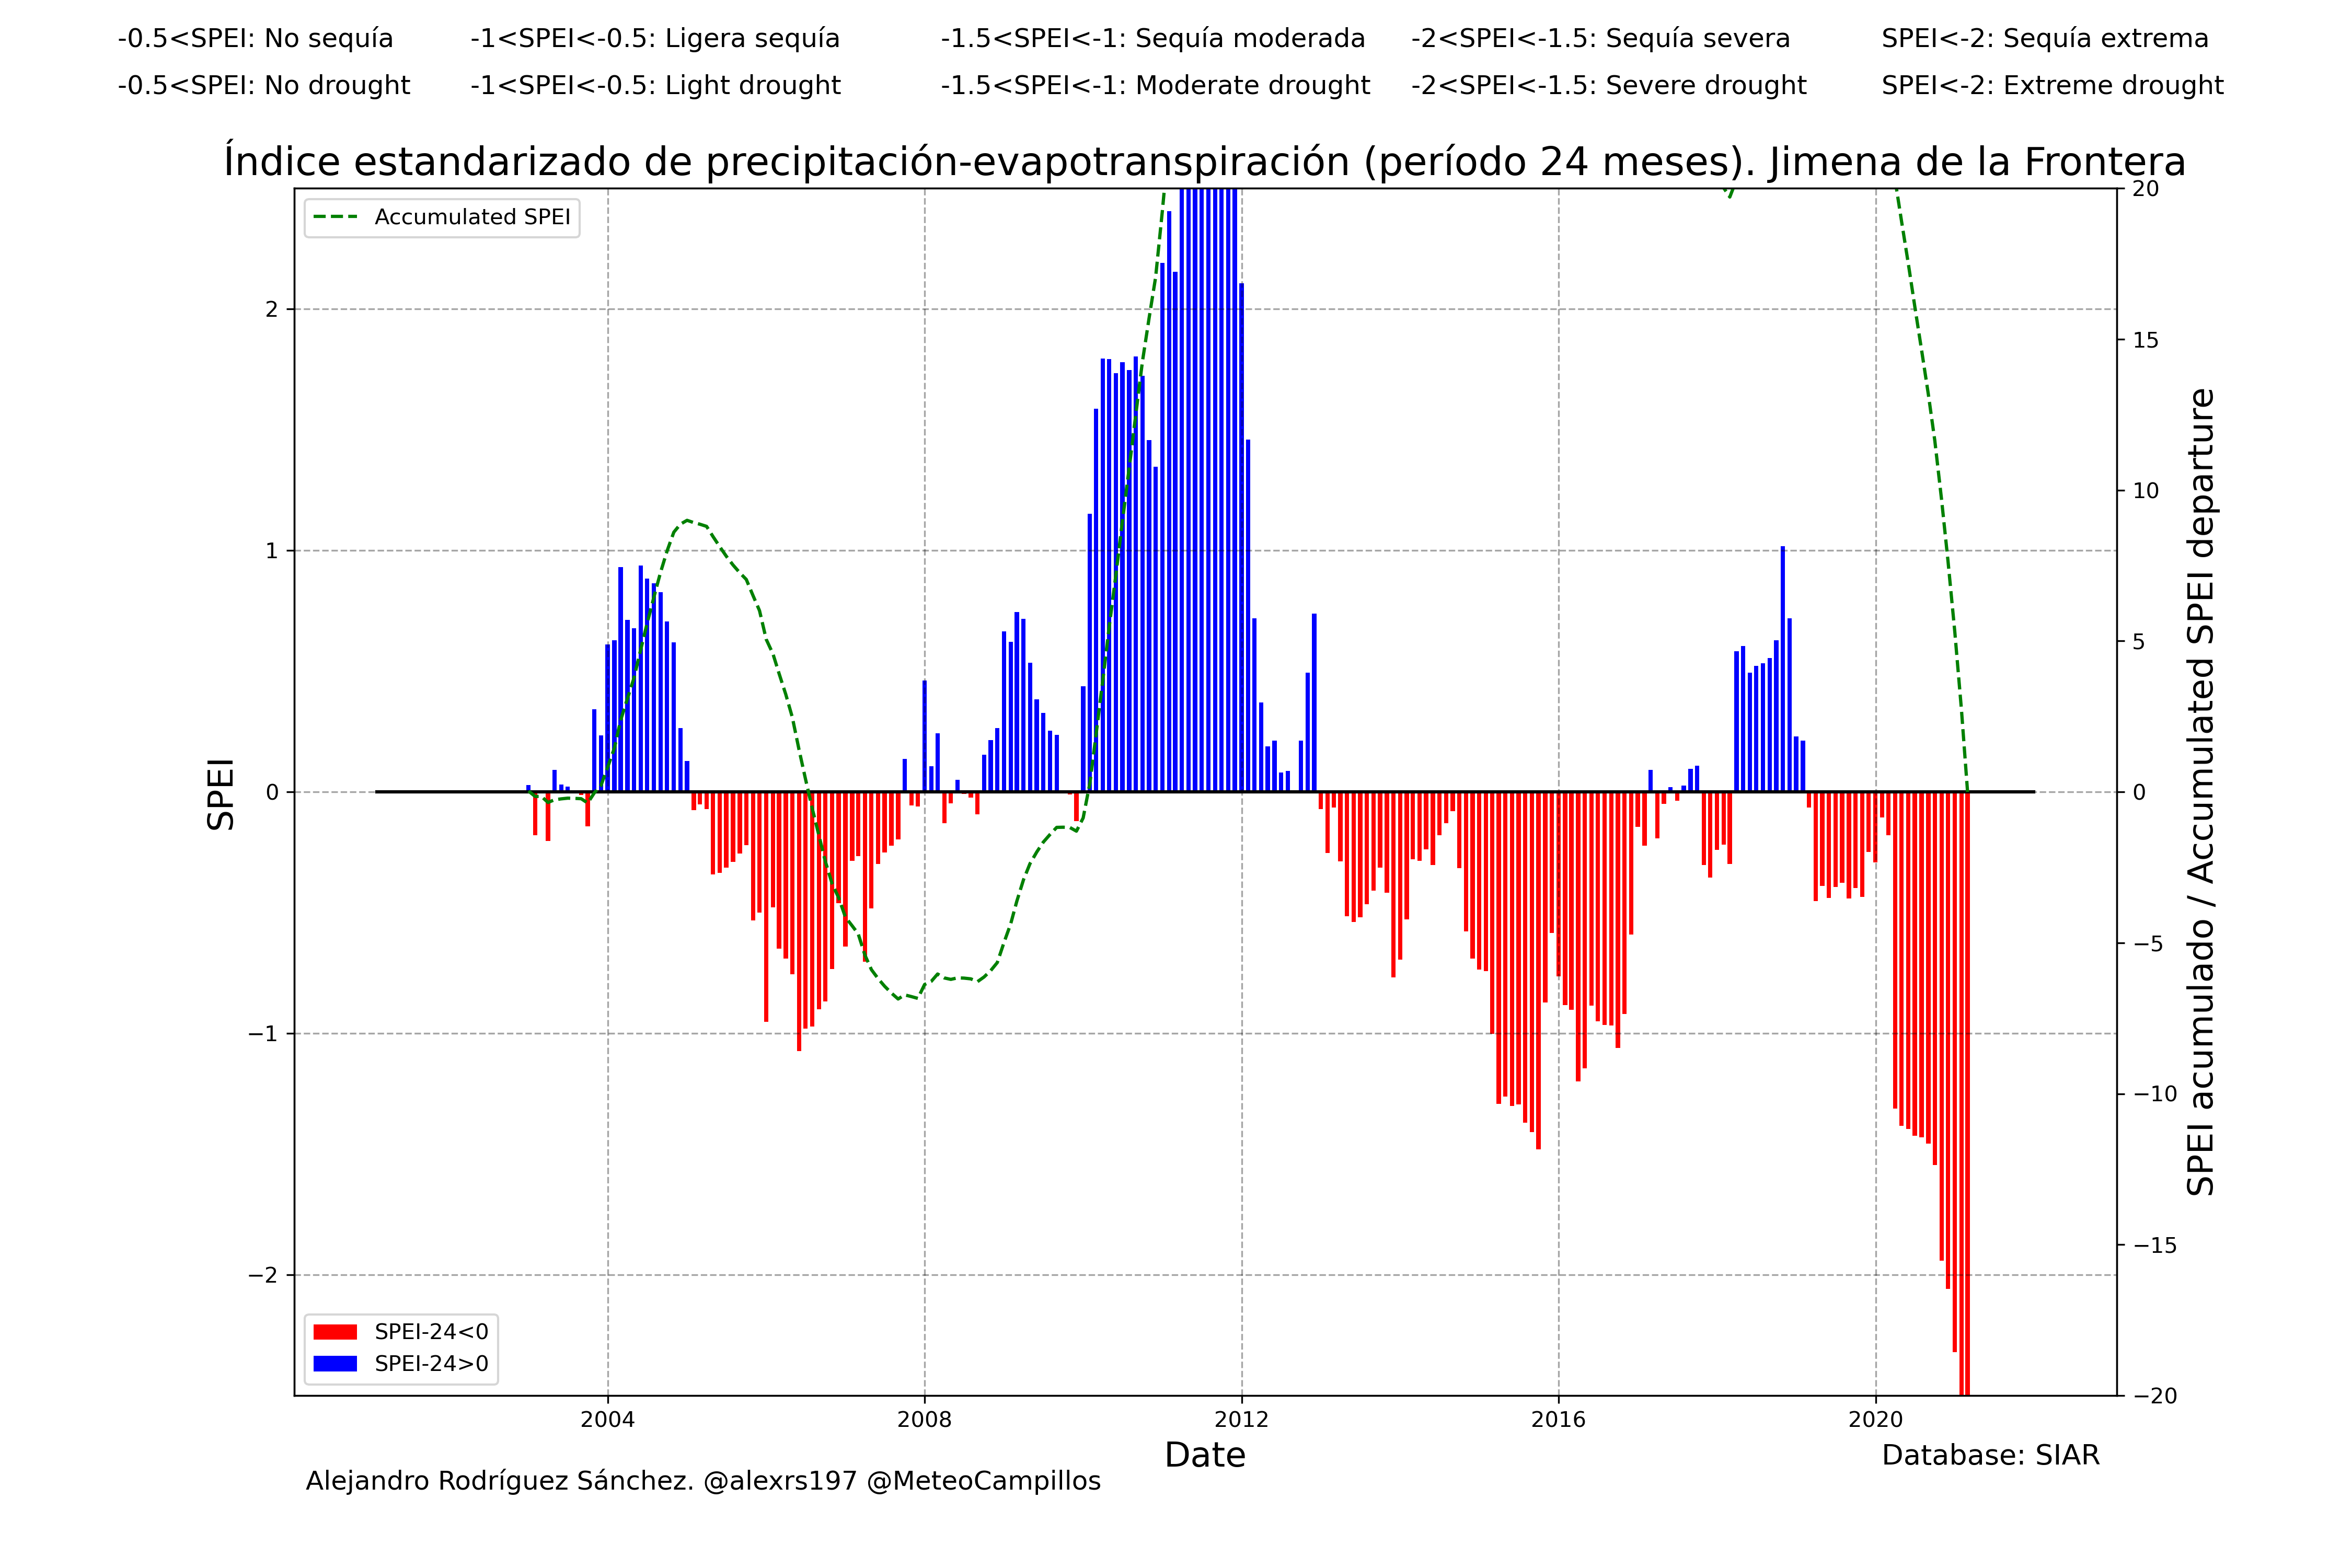 -0.5<SPEI: No sequía -1<SPEI<-0.5: Ligera sequía -1.5<SPEI<-1: Sequía moderada -2<SPEI<-1.5: Sequía severa SPEI<-2: Sequía extrema
-0.5<SPEI: No drought -1<SPEI<-0.5: Light drought -1.5<SPEI<-1: Moderate drought -2<SPEI<-1.5: Severe drought SPEI<-2: Extreme drought
Índice estandarizado de precipitación-evapotranspiración (período 24 meses). Jimena de la Frontera
Accumulated SPEI
2
1
0
−1
−2
SPEI
20
15
10
5
0
−5
−10
−15
−20
SPEI acumulado / Accumulated SPEI departure
SPEI-24<0
SPEI-24>0
2004 2008 2012 2016 2020
Date
Database: SIAR
Alejandro Rodríguez Sánchez. @alexrs197 @MeteoCampillos